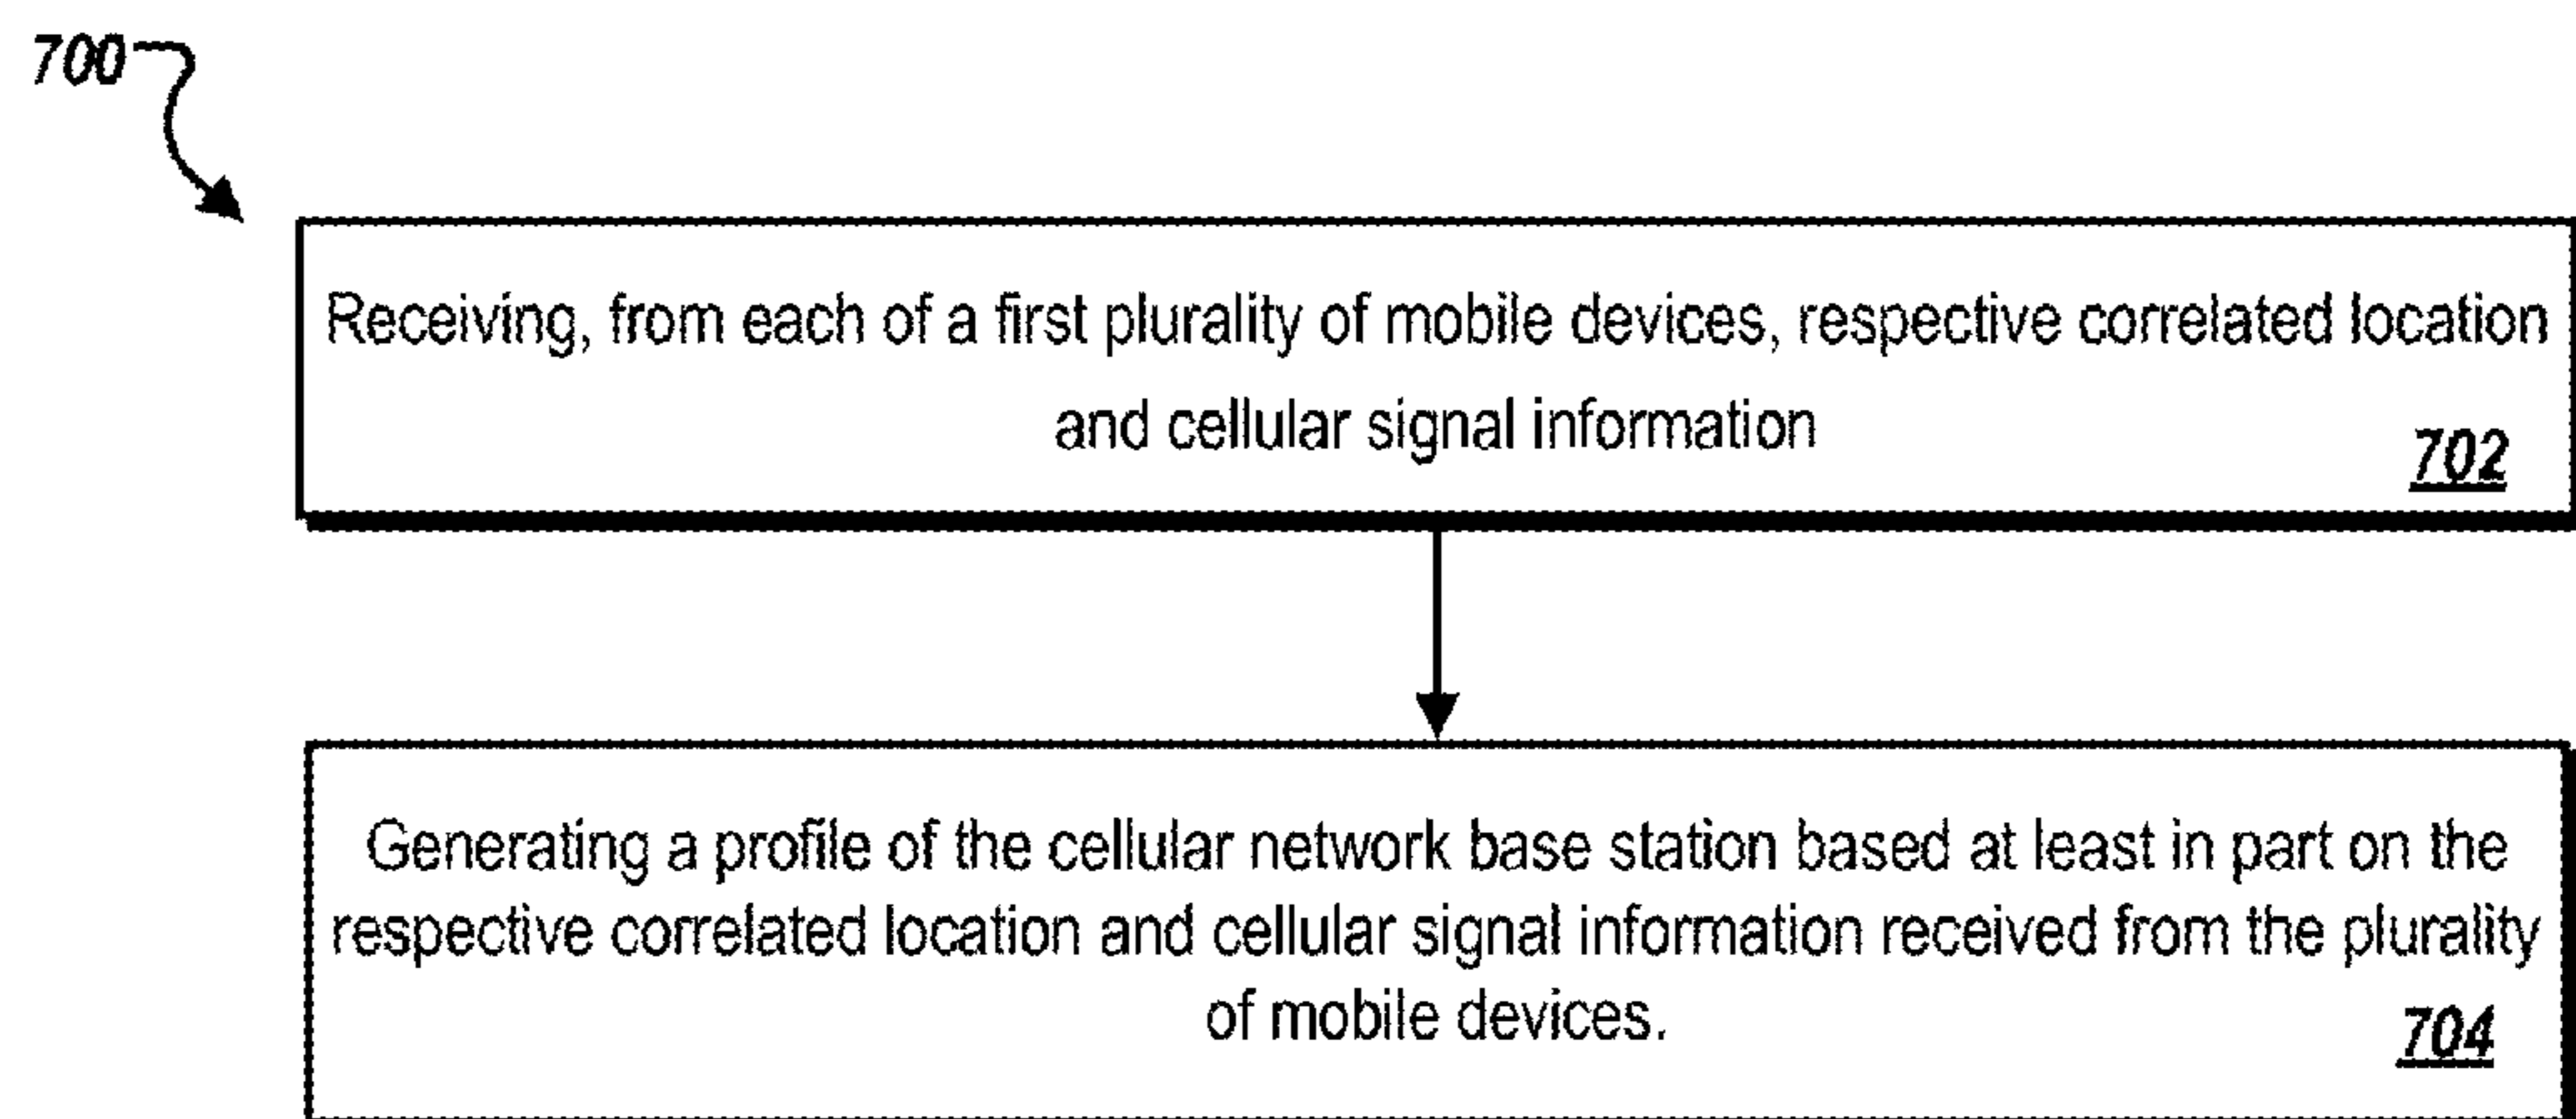 700
Receiving, from each of a first plurality of mobile devices, respective correlated location
and cellular signal information
702
Generating a profile of the cellular network base station based at least in part on the
respective correlated location and cellular signal information received from the plurality
of mobile devices.
704